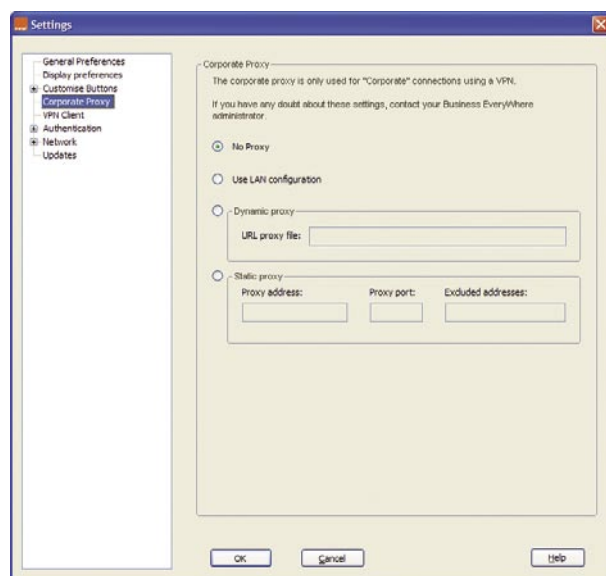 Settings
General Preferences
Display preferences
Customise Buttons
Corporate Proxy
VPN Client
Authentication
Network
Updates
Corporate Proxy
The corporate proxy is only used for "Corporate" connections using a VPN.
If you have any doubt about these settings, contact your Business EveryWhere
administrator.
No Proxy
Use LAN configuration
Dynamic proxy
URL proxy file:
Static proxy
Proxy address: Proxy port: Excluded addresses:
OK Cancel Help